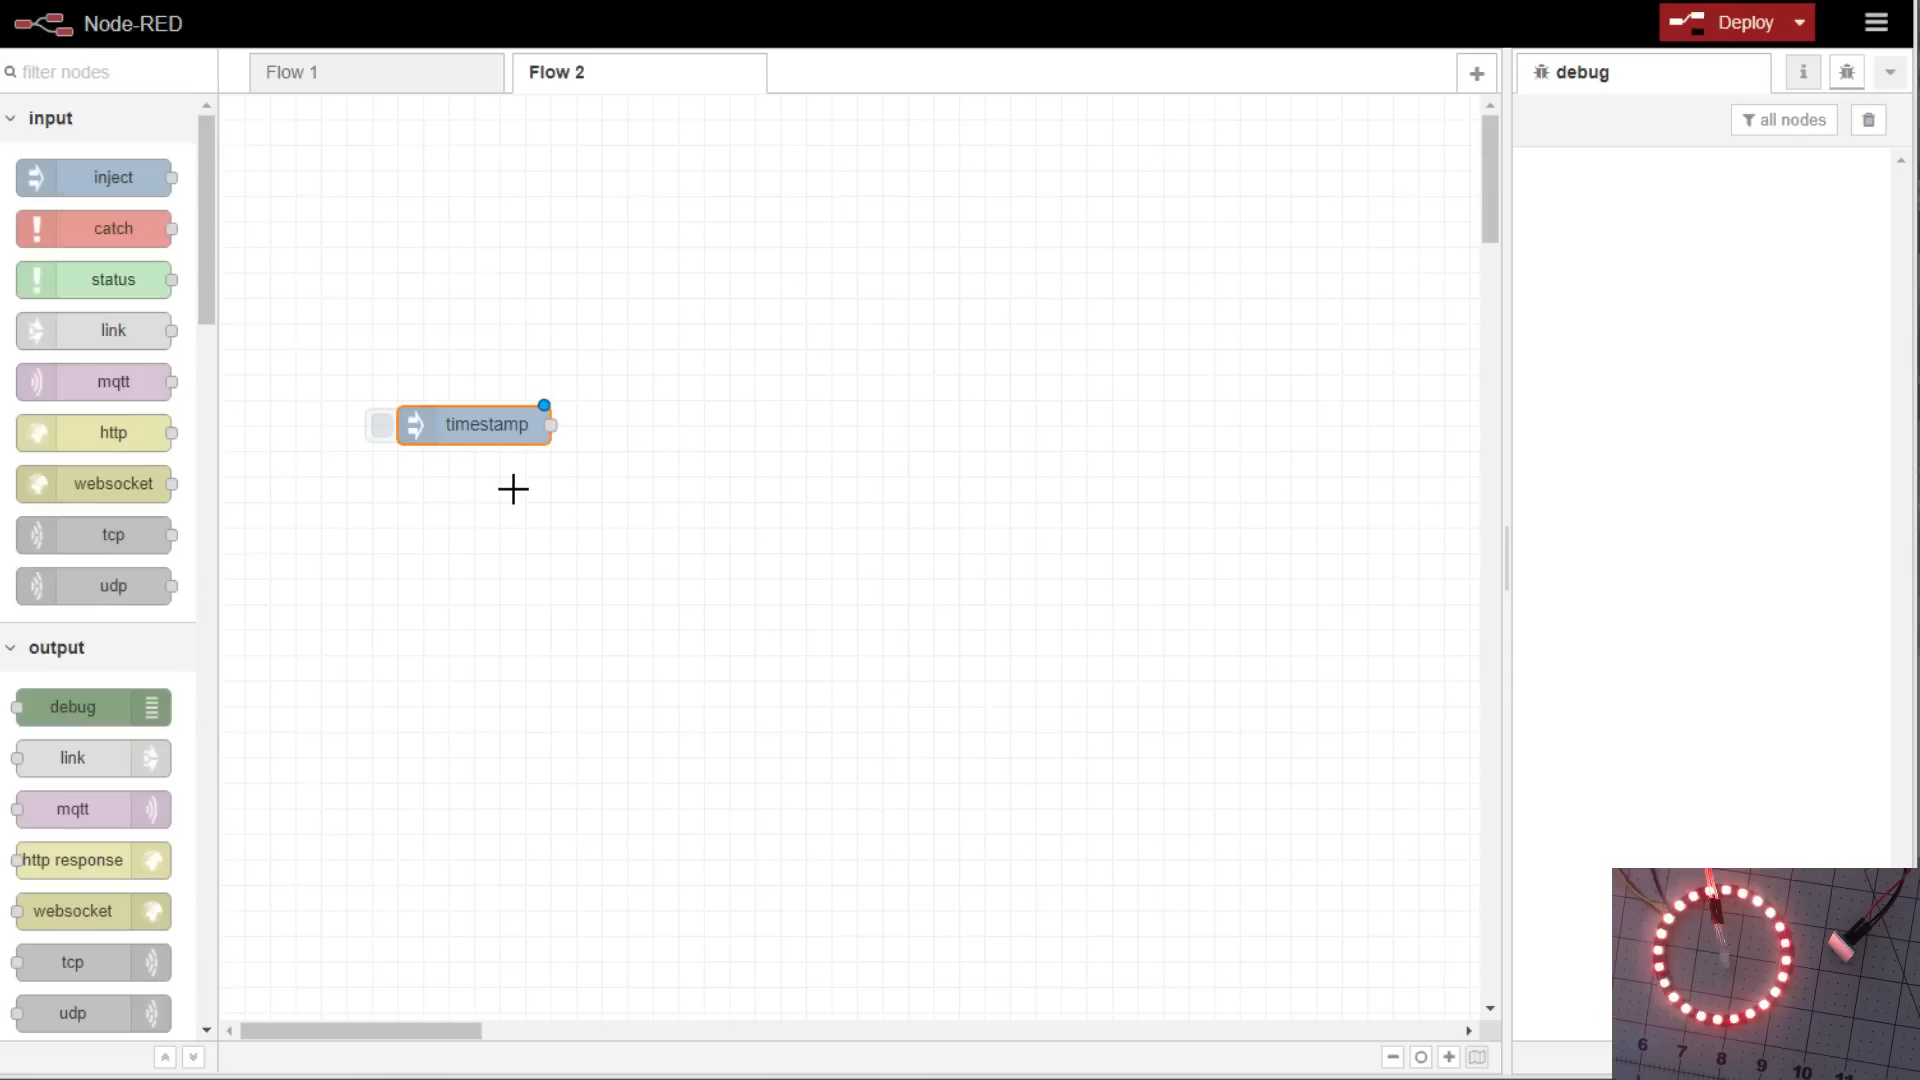 Node-RED
Deploy
filter nodes
Flow 1
Flow 2
debug
i
all nodes
input
inject
catch
status
link
mqtt
http
websocket
tcp
udp
timestamp
output
debug
link
mqtt
http response
websocket
tcp
udp
6 7 8 9 10